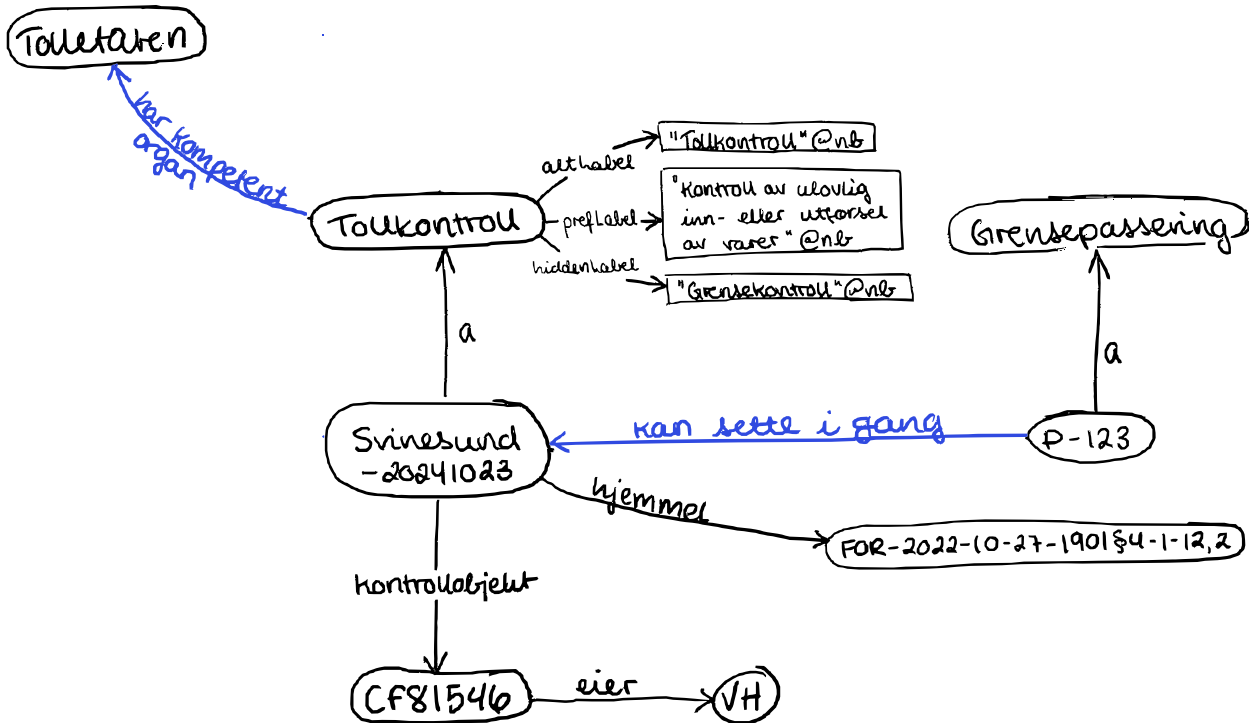 Tolletaten
har kompetent
organ
altLabel
"Tollkontroll"@nb
Tollkontroll
prefLabel
"Kontroll av ulovlig
inn- eller utførsel
av varer"@nb
Grensepassering
hiddenLabel
"Grensekontroll"@nb
a
a
Svinesund
-20241023
kan sette i gang
P-123
hjemmel
FOR-2022-10-27-1901§4-1-12,2
kontrollobjekt
CF81546
eier
VH